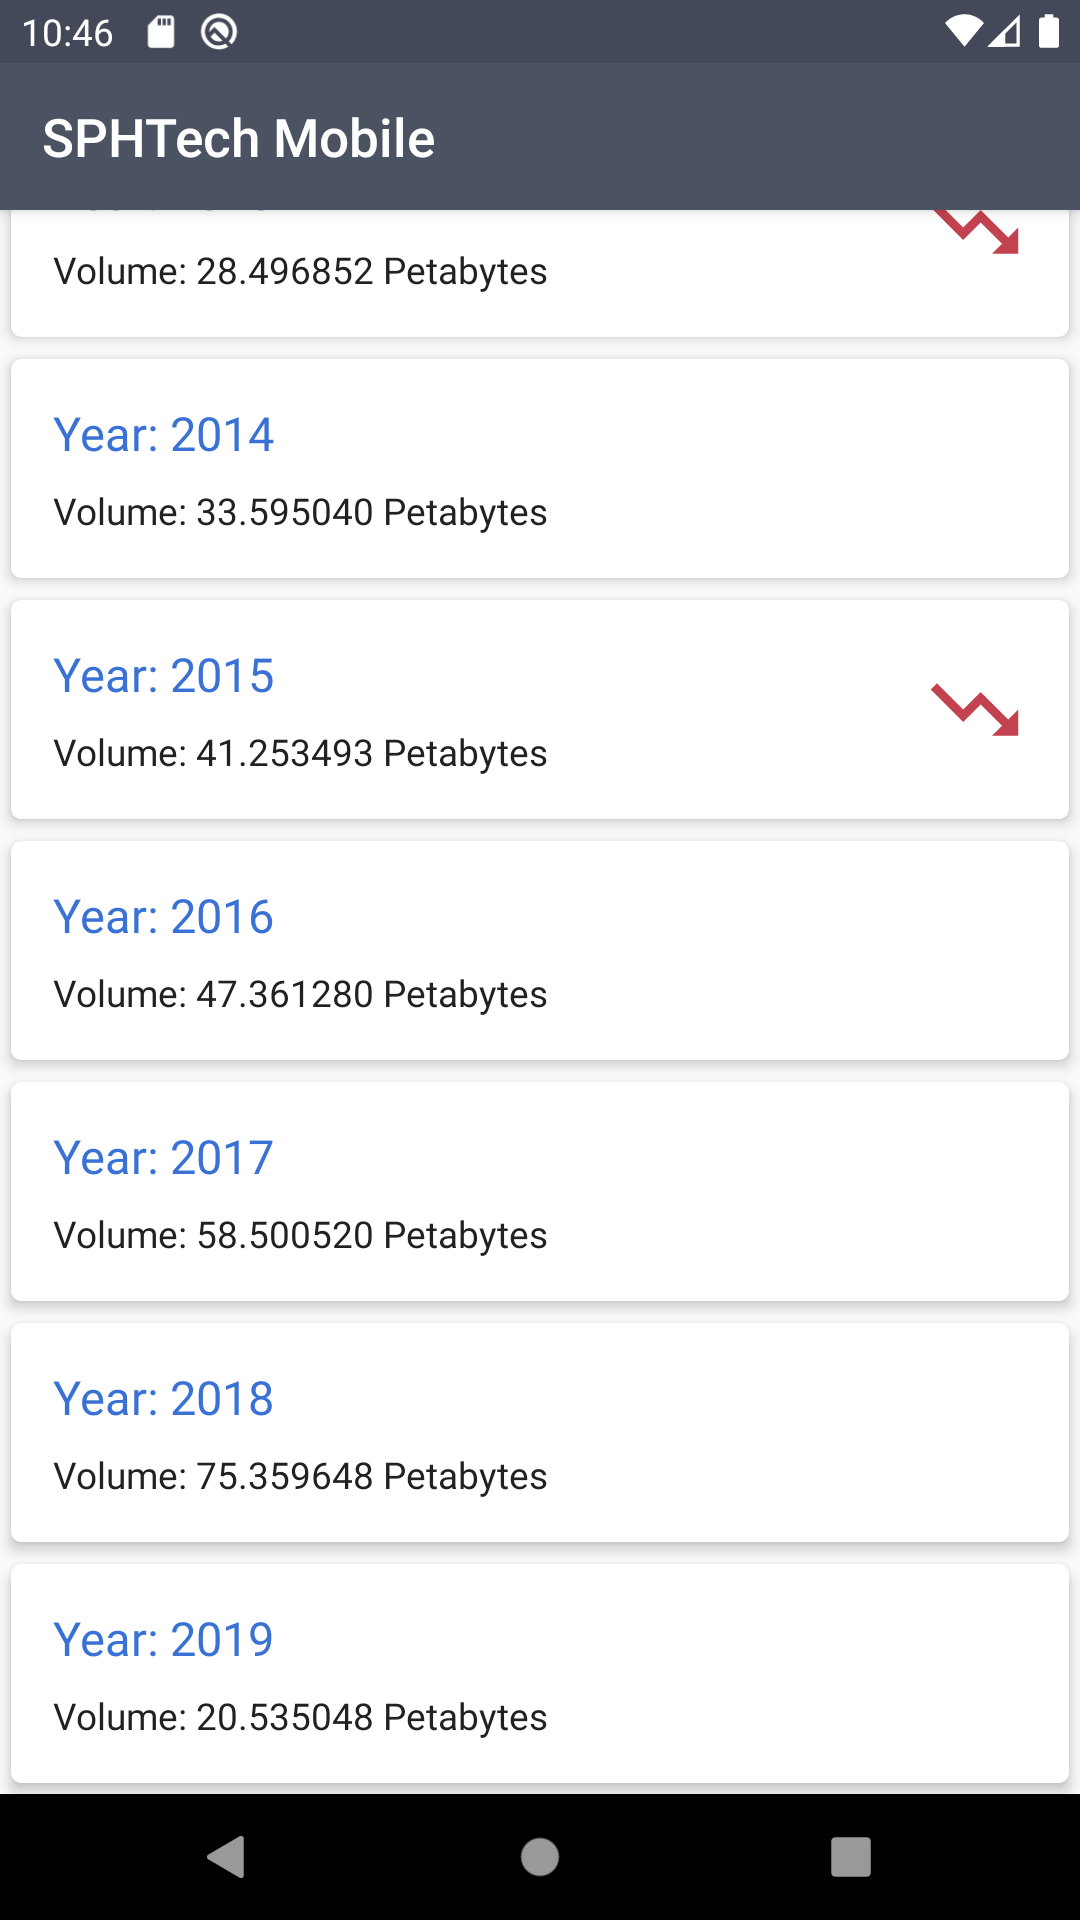 10:46
SPHTech Mobile
Volume: 28.496852 Petabytes
Year: 2014
Volume: 33.595040 Petabytes
Year: 2015
Volume: 41.253493 Petabytes
Year: 2016
Volume: 47.361280 Petabytes
Year: 2017
Volume: 58.500520 Petabytes
Year: 2018
Volume: 75.359648 Petabytes
Year: 2019
Volume: 20.535048 Petabytes